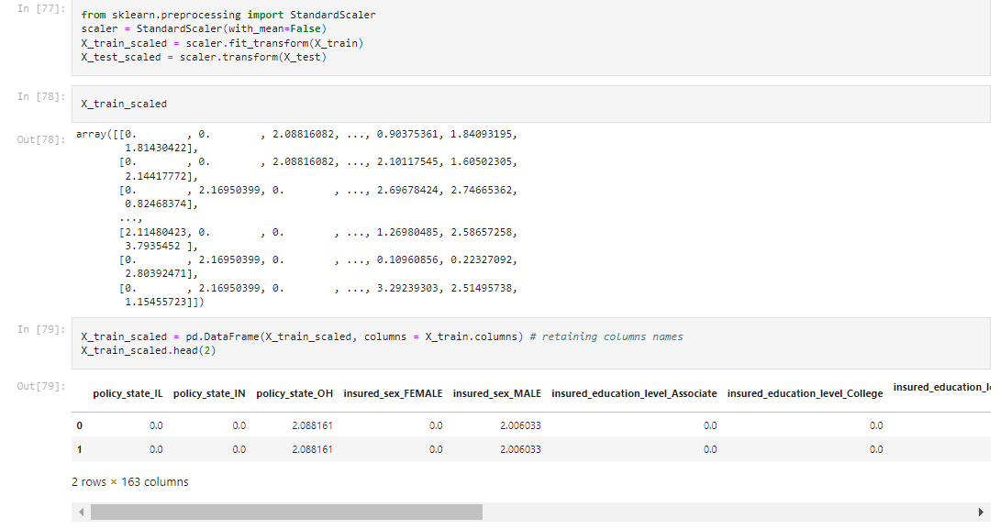 In [77]:
from sklearn.preprocessing import StandardScaler
scaler = StandardScaler(with_mean=False)
X_train_scaled = scaler.fit_transform(X_train)
X_test_scaled = scaler.transform(X_test)
In [78]:
X_train_scaled
Out[78]:
array([[0.        , 0.        , 2.08816082, ..., 0.90375361, 1.84093195,
        1.81430422],
       [0.        , 0.        , 2.08816082, ..., 2.10117545, 1.60502305,
        2.14417772],
       [0.        , 2.16950399, 0.        , ..., 2.69678424, 2.74665362,
        0.82468374],
       ...,
       [2.11480423, 0.        , 0.        , ..., 1.26980485, 2.58657258,
        3.7935452 ],
       [0.        , 2.16950399, 0.        , ..., 0.10960856, 0.22327092,
        2.80392471],
       [0.        , 2.16950399, 0.        , ..., 3.29239303, 2.51495738,
        1.15455723]])
In [79]:
X_train_scaled = pd.DataFrame(X_train_scaled, columns = X_train.columns) # retaining columns names
X_train_scaled.head(2)
Out[79]:
policy_state_IL policy_state_IN policy_state_OH insured_sex_FEMALE insured_sex_MALE insured_education_level_Associate insured_education_level_College insured_education_l
0 0.0 0.0 2.088161 0.0 2.006033 0.0 0.0
1 0.0 0.0 2.088161 0.0 2.006033 0.0 0.0
2 rows × 163 columns